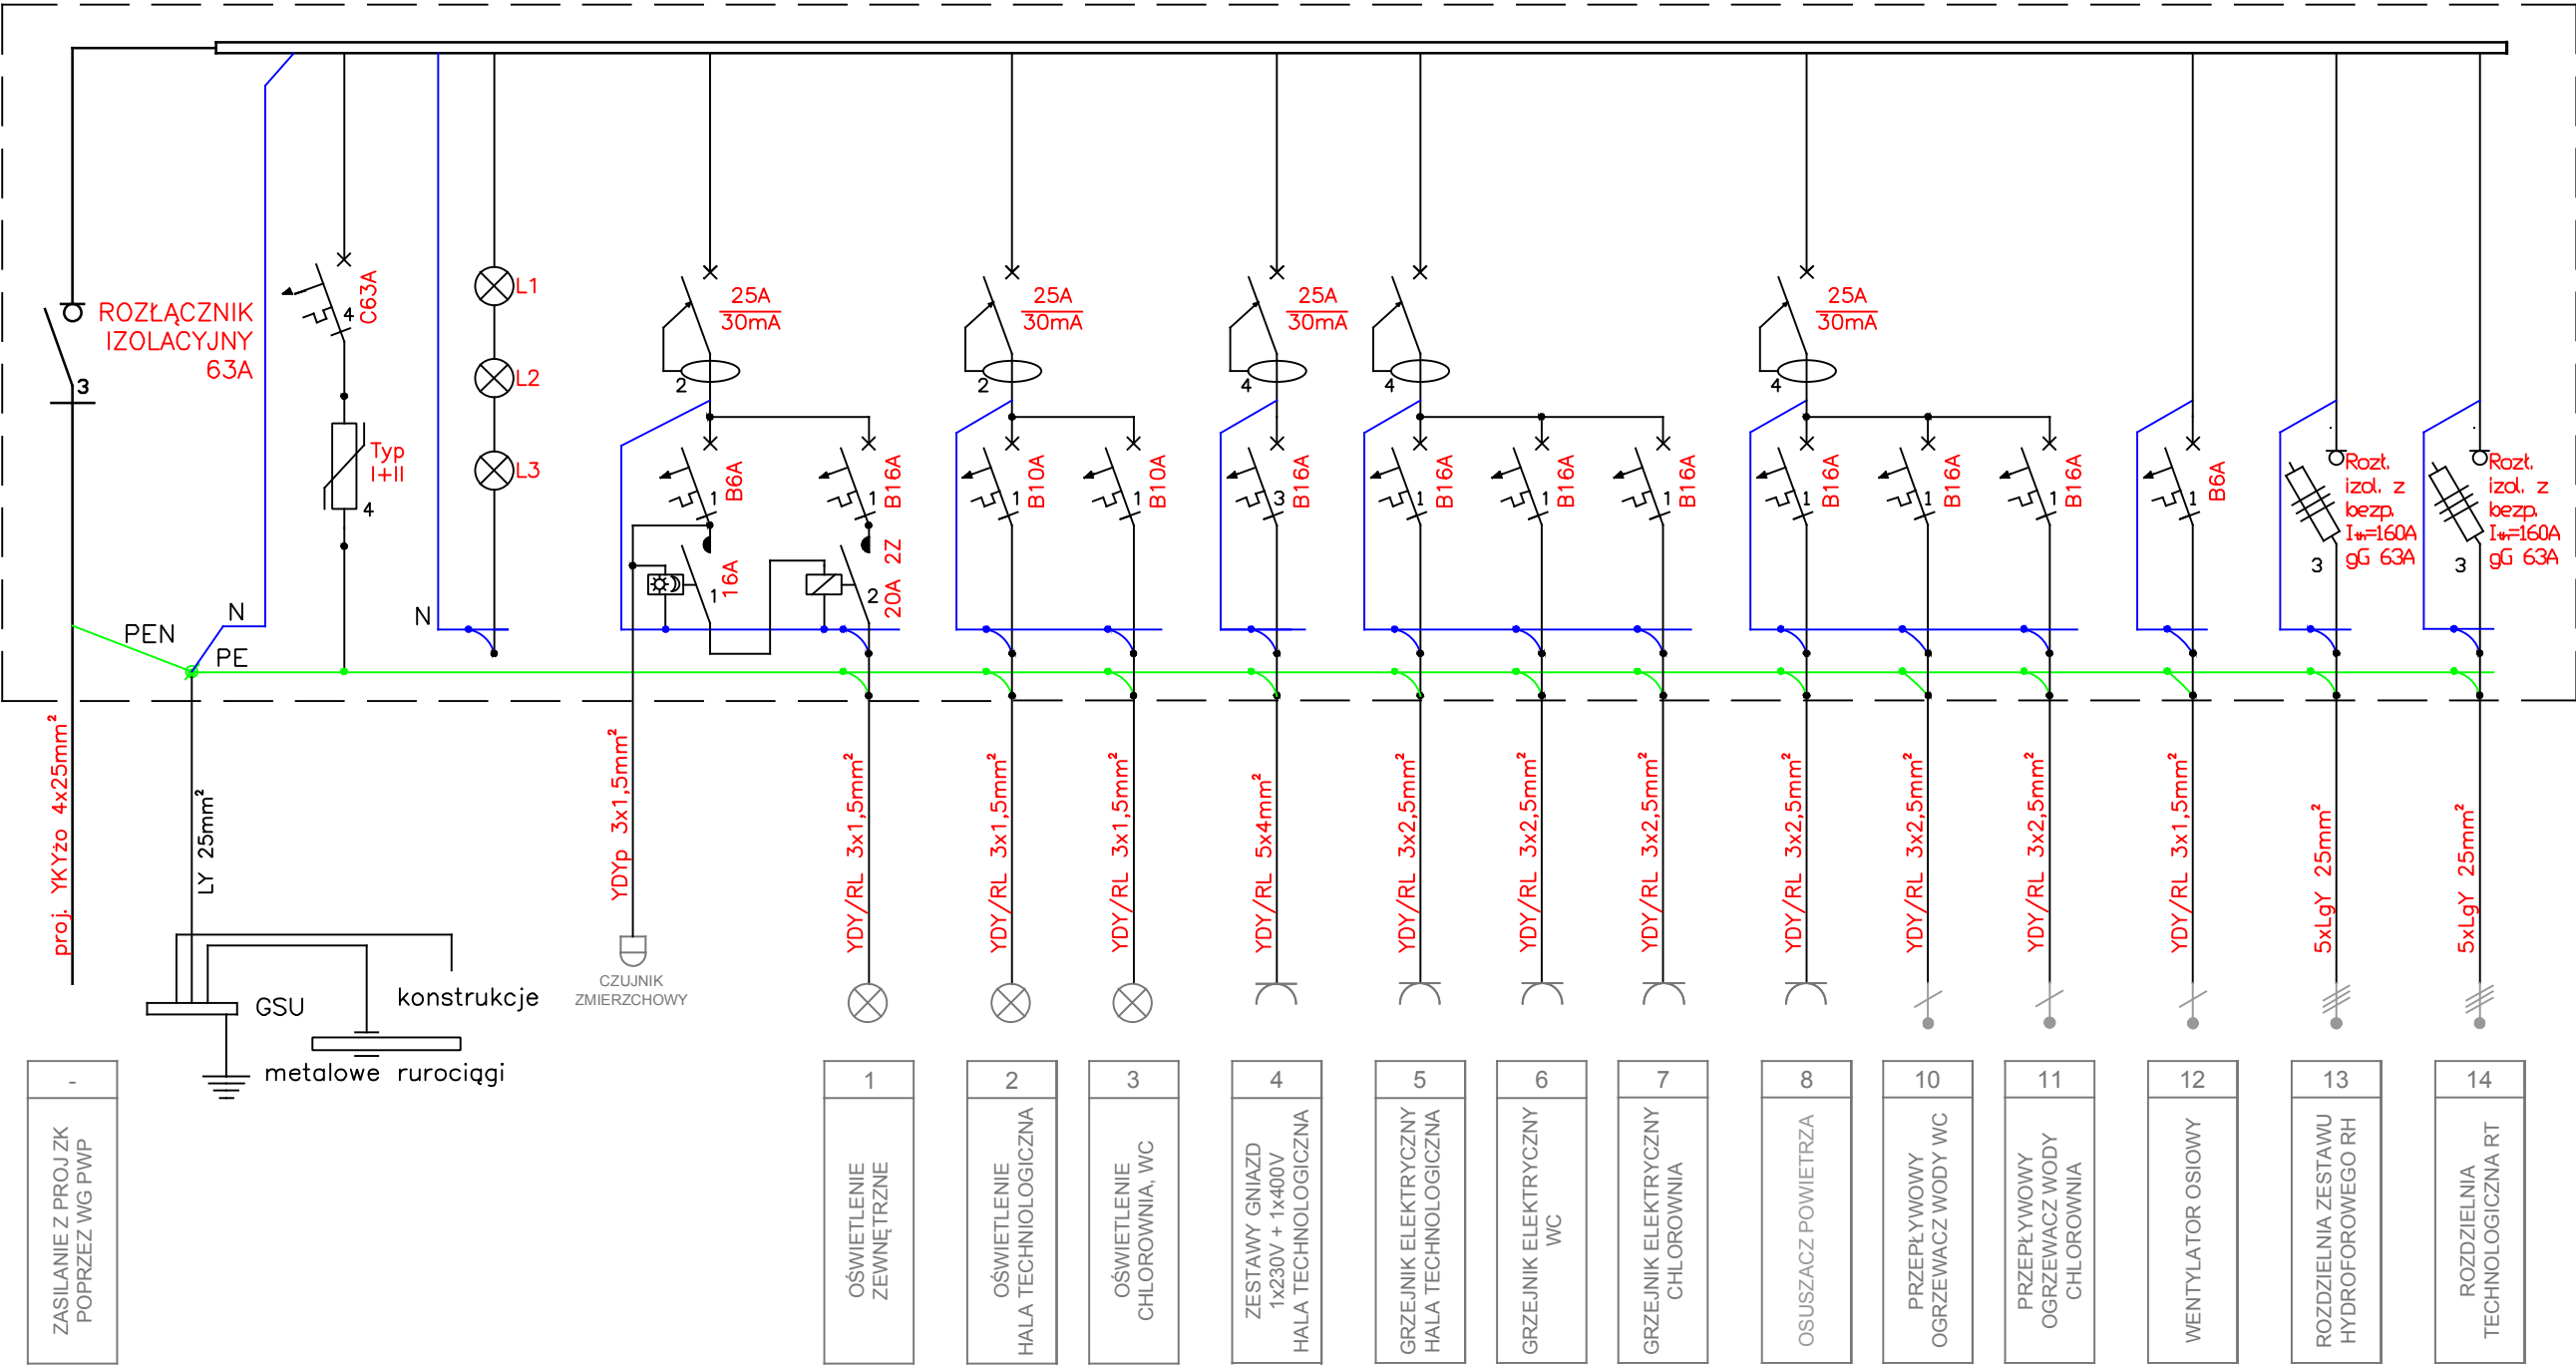 ROZŁĄCZNIK
IZOLACYJNY
63A
3
PEN
N
PE
C63A
4
Typ
I+II
4
N
L1
L2
L3
25A
30mA
2
1
B6A
1
B16A
16A
1
2
20A 2Z
25A
30mA
2
1
B10A
1
B10A
25A
30mA
4
3
B16A
4
1
B16A
1
B16A
1
B16A
25A
30mA
4
1
B16A
1
B16A
1
B16A
1
B6A
Rozł.
izol. z
bezp.
Ith=160A
gG 63A
3
Rozł.
izol. z
bezp.
Ith=160A
gG 63A
3
proj. YKYżo 4x25mm²
LY 25mm²
YDYp 3x1,5mm²
YDY/RL 3x1,5mm²
YDY/RL 3x1,5mm²
YDY/RL 3x1,5mm²
YDY/RL 5x4mm²
YDY/RL 3x2,5mm²
YDY/RL 3x2,5mm²
YDY/RL 3x2,5mm²
YDY/RL 3x2,5mm²
YDY/RL 3x2,5mm²
YDY/RL 3x2,5mm²
YDY/RL 3x1,5mm²
5xLgY 25mm²
5xLgY 25mm²
GSU
konstrukcje
metalowe rurociągi
CZUJNIK
ZMIERZCHOWY
-
ZASILANIE Z PROJ ZK
POPRZEZ WG PWP
1
OŚWIETLENIE
ZEWNĘTRZNE
2
OŚWIETLENIE
HALA TECHNIOLOGICZNA
3
OŚWIETLENIE
CHLOROWNIA, WC
4
ZESTAWY GNIAZD
1x230V + 1x400V
HALA TECHNOLOGICZNA
5
GRZEJNIK ELEKTRYCZNY
HALA TECHNOLOGICZNA
6
GRZEJNIK ELEKTRYCZNY
WC
7
GRZEJNIK ELEKTRYCZNY
CHLOROWNIA
8
OSUSZACZ POWIETRZA
10
PRZEPŁYWOWY
OGRZEWACZ WODY WC
11
PRZEPŁYWOWY
OGRZEWACZ WODY
CHLOROWNIA
12
WENTYLATOR OSIOWY
13
ROZDZIELNIA ZESTAWU
HYDROFOROWEGO RH
14
ROZDZIELNIA
TECHNOLOGICZNA RT